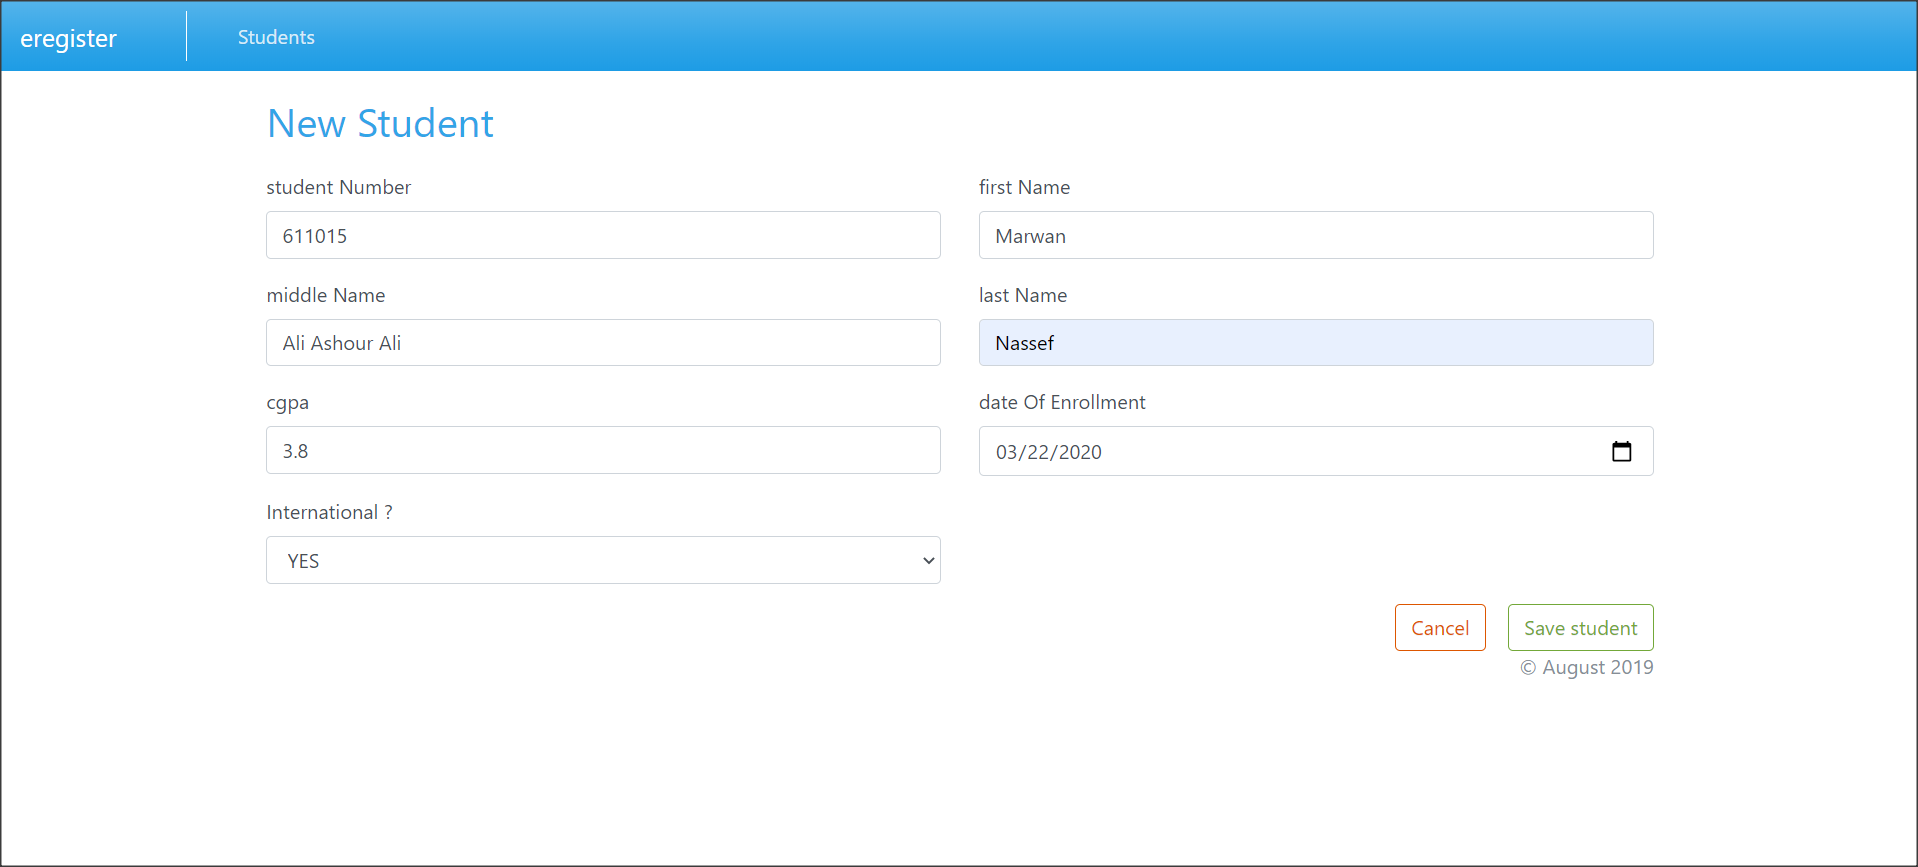 eregister
Students
New Student
student Number
first Name
611015
Marwan
middle Name
last Name
Ali Ashour Ali
Nassef
cgpa
date Of Enrollment
3.8
03/22/2020
International ?
YES
Cancel
Save student
© August 2019